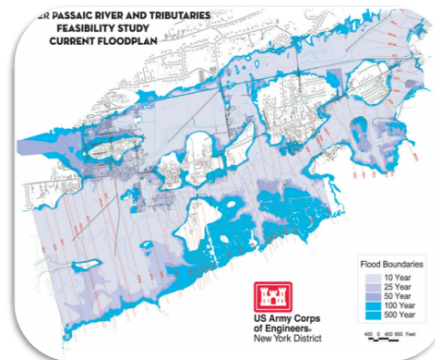 ER PASSAIC RIVER AND TRIBUTARIES
FEASIBILITY STUDY
CURRENT FLOODPLAN
Flood Boundaries
10 Year
25 Year
50 Year
100 Year
500 Year
US Army Corps
of Engineers®
New York District
400 0 400 800 Feet